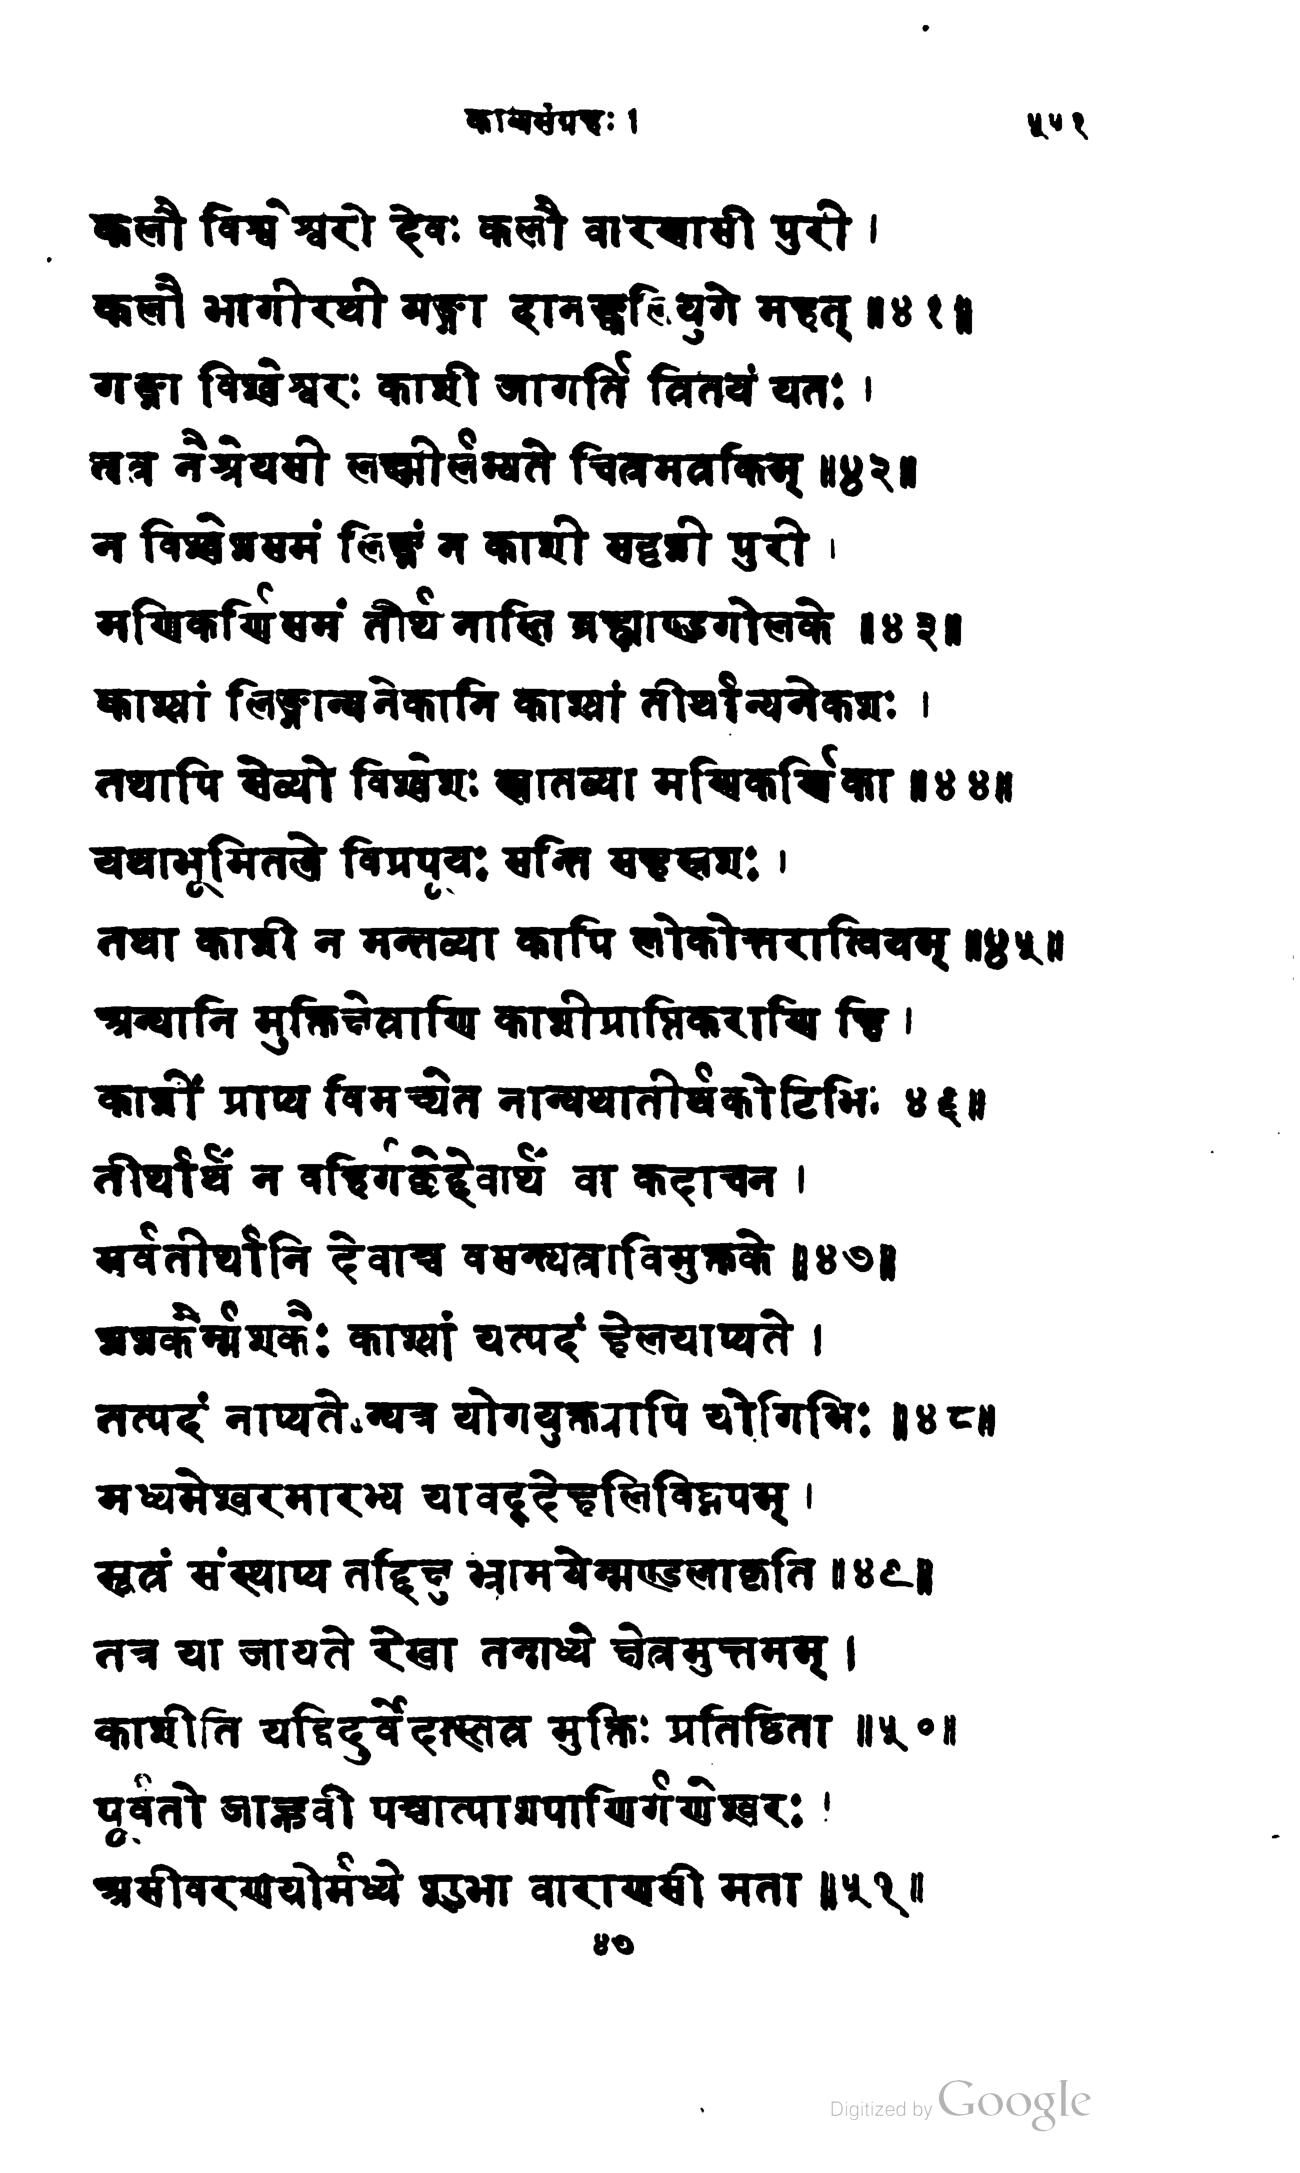 काव्यसंग्रहः। ५५१
कलौ विश्वेश्वरो देवः कलौ वारणासी पुरी ।
कलौ भागीरथी गङ्गा दानङ्कलियुगे महत् ॥४१॥
गङ्गा विश्वेश्वरः काशी जागर्ति त्रितयं यतः ।
तत्र नैश्रेयसी लक्ष्मीर्लभ्यते चित्रमत्रकिम् ॥४२॥
न विश्वेशसमं लिङ्गं न काशी सदृशी पुरी ।
मणिकर्णिसमं तीर्थं नास्ति ब्रह्माण्डगोलके ॥४३॥
काश्यां लिङ्गान्यनेकानि काश्यां तीर्थान्यनेकशः ।
तथापि सेव्यो विश्वेशः स्नातव्या मणिकर्णिका ॥४४॥
यथाभूमितले विप्रपृयः सन्ति सहस्रशः ।
तथा काशी न मन्तव्या कापि लोकोत्तरात्वियम् ॥४५॥
अन्यानि मुक्तिक्षेत्राणि काशीप्राप्तिकराणि हि ।
काशीं प्राप्य विमच्येत नान्यथातीर्थकोटिभिः ४६॥
तीर्थार्थं न वहिर्गच्छेद्देवार्थं वा कदाचन ।
सर्वतीर्थानि देवाश्च वसन्त्यत्राविमुक्तके ॥४७॥
शशकैर्म्मशकैः काश्यां यत्पदं हेलयाप्यते ।
तत्पदं नाप्यतेऽन्यत्र योगयुक्त्यापि योगिभिः ॥४८॥
मध्यमेश्वरमारभ्य यावद्देहलिविघ्नपम् ।
सूत्रं संस्थाप्य तद्दिक्षु भ्रामयेन्मण्डलाकृति ॥४९॥
तत्र या जायते रेखा तन्मध्ये क्षेत्रमुत्तमम् ।
काशीति यद्विदुर्वेदास्तत्र मुक्तिः प्रतिष्ठिता ॥५०॥
पूर्वतो जाह्नवी पश्चात्पाशपाणिर्गणेश्वरः ।
असीवरणयोर्मध्ये शुभा वाराणसी मता ॥५१॥
४७
Digitized by Google